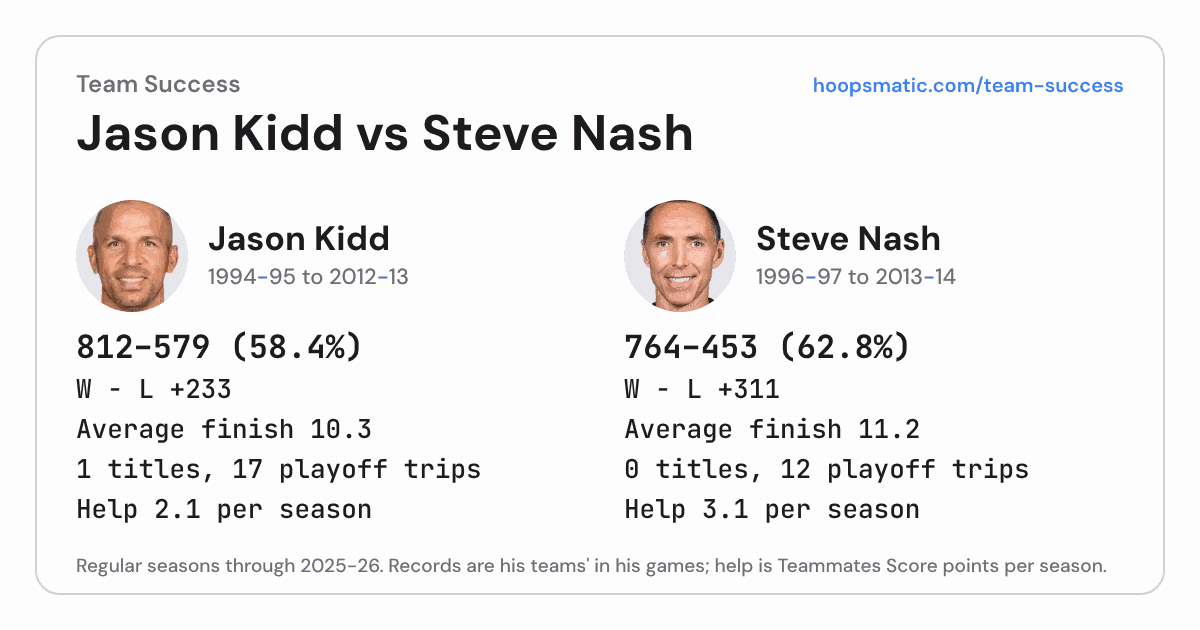 Team Success
hoopsmatic.com/team-success
Jason Kidd vs Steve Nash
Jason Kidd
1994-95 to 2012-13
812-579 (58.4%)
W - L +233
Average finish 10.3
1 titles, 17 playoff trips
Help 2.1 per season
Steve Nash
1996-97 to 2013-14
764-453 (62.8%)
W - L +311
Average finish 11.2
0 titles, 12 playoff trips
Help 3.1 per season
Regular seasons through 2025-26. Records are his teams' in his games; help is Teammates Score points per season.